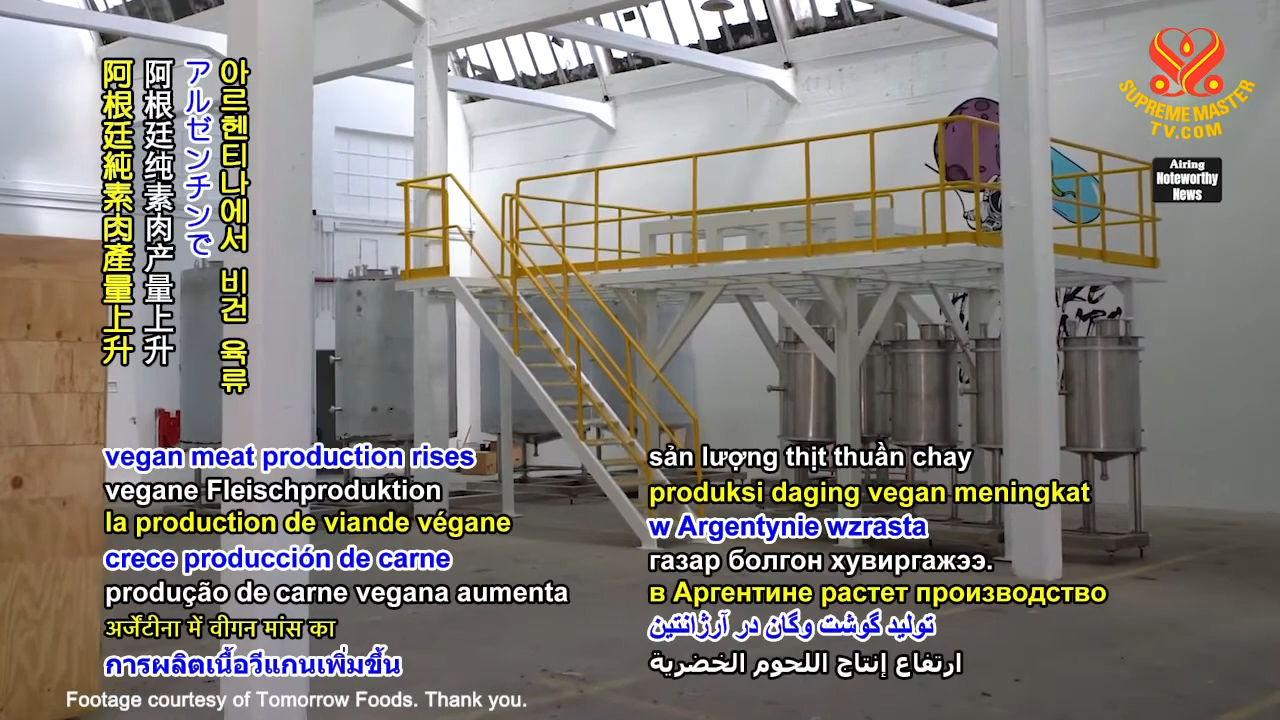 阿根廷純素肉產量上升
阿根廷纯素肉产量上升
アルゼンチンで
아르헨티나에서 비건 육류
SUPREME MASTER
TV.COM
Airing
Noteworthy
News
vegan meat production rises
vegane Fleischproduktion
la production de viande végane
crece producción de carne
produção de carne vegana aumenta
अर्जेंटीना में वीगन मांस का
การผลิตเนื้อวีแกนเพิ่มขึ้น
sản lượng thịt thuần chay
produksi daging vegan meningkat
w Argentynie wzrasta
газар болгон хувиргажээ.
в Аргентине растет производство
تولید گوشت وگان در آرژانتین
ارتفاع إنتاج اللحوم الخضرية
Footage courtesy of Tomorrow Foods. Thank you.